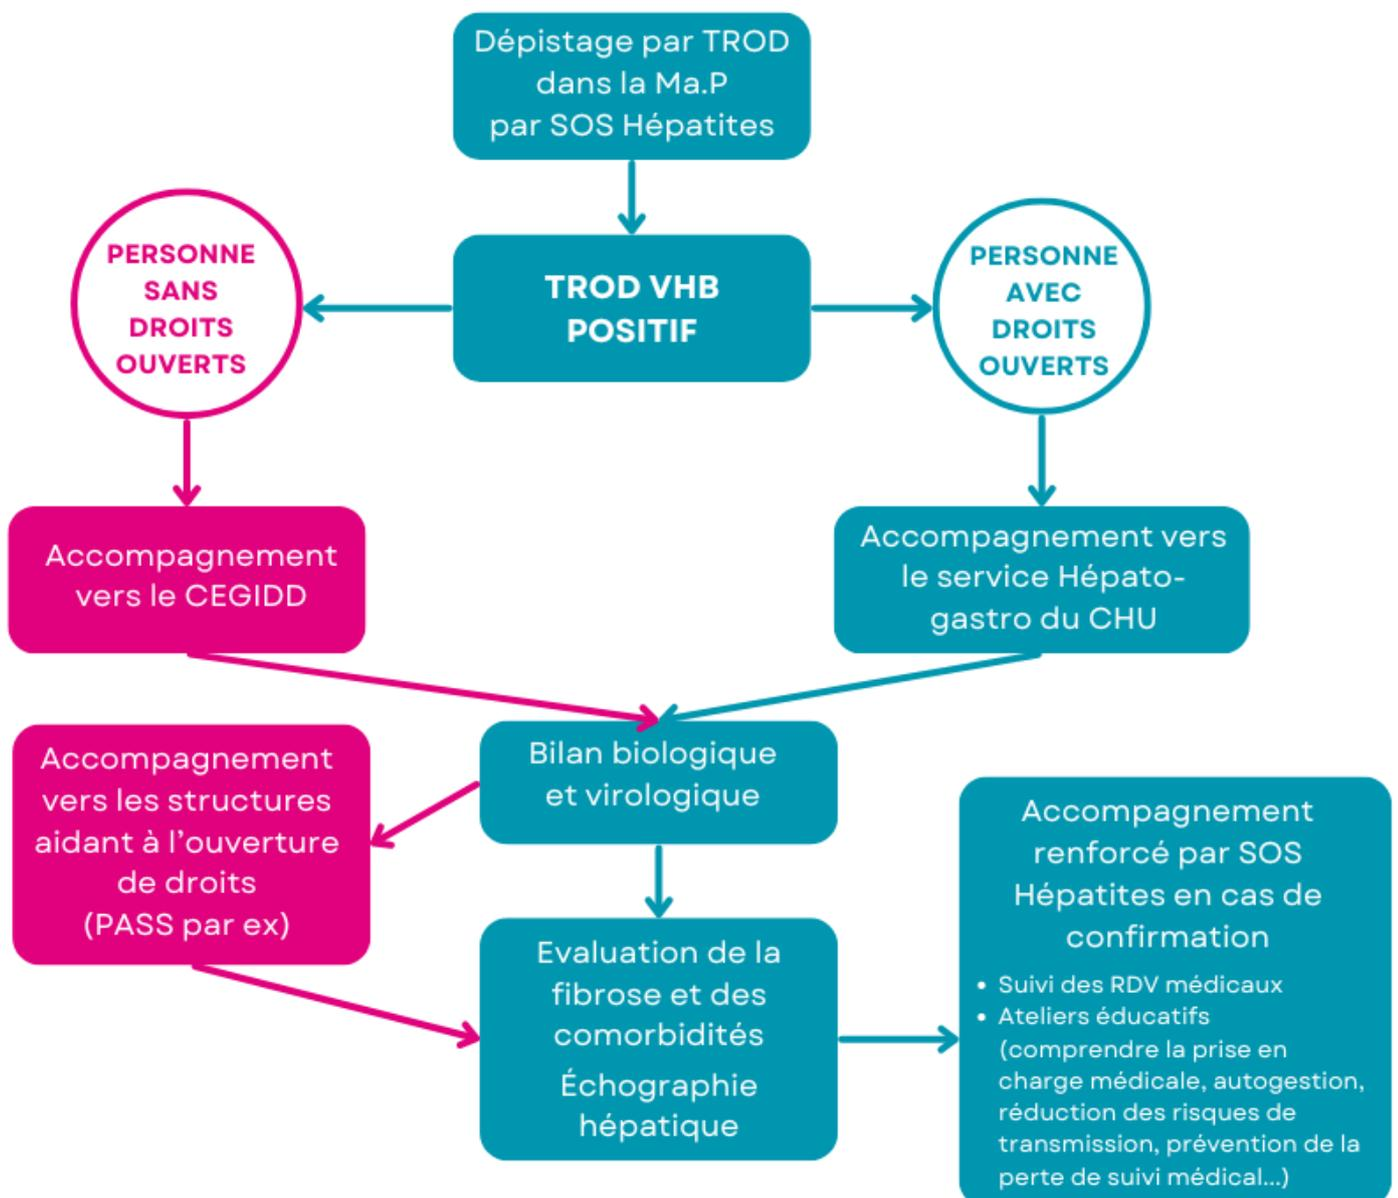 Dépistage par TROD
dans la Ma.P
par SOS Hépatites
PERSONNE
SANS
DROITS
OUVERTS
TROD VHB
POSITIF
PERSONNE
AVEC
DROITS
OUVERTS
Accompagnement
vers le CEGIDD
Accompagnement vers
le service Hépato-
gastro du CHU
Bilan biologique
et virologique
Accompagnement
vers les structures
aidant à l'ouverture
de droits
(PASS par ex)
Evaluation de la
fibrose et des
comorbidités
Échographie
hépatique
Accompagnement
renforcé par SOS
Hépatites en cas de
confirmation
• Suivi des RDV médicaux
• Ateliers éducatifs
(comprendre la prise en
charge médicale, autogestion,
réduction des risques de
transmission, prévention de la
perte de suivi médical...)